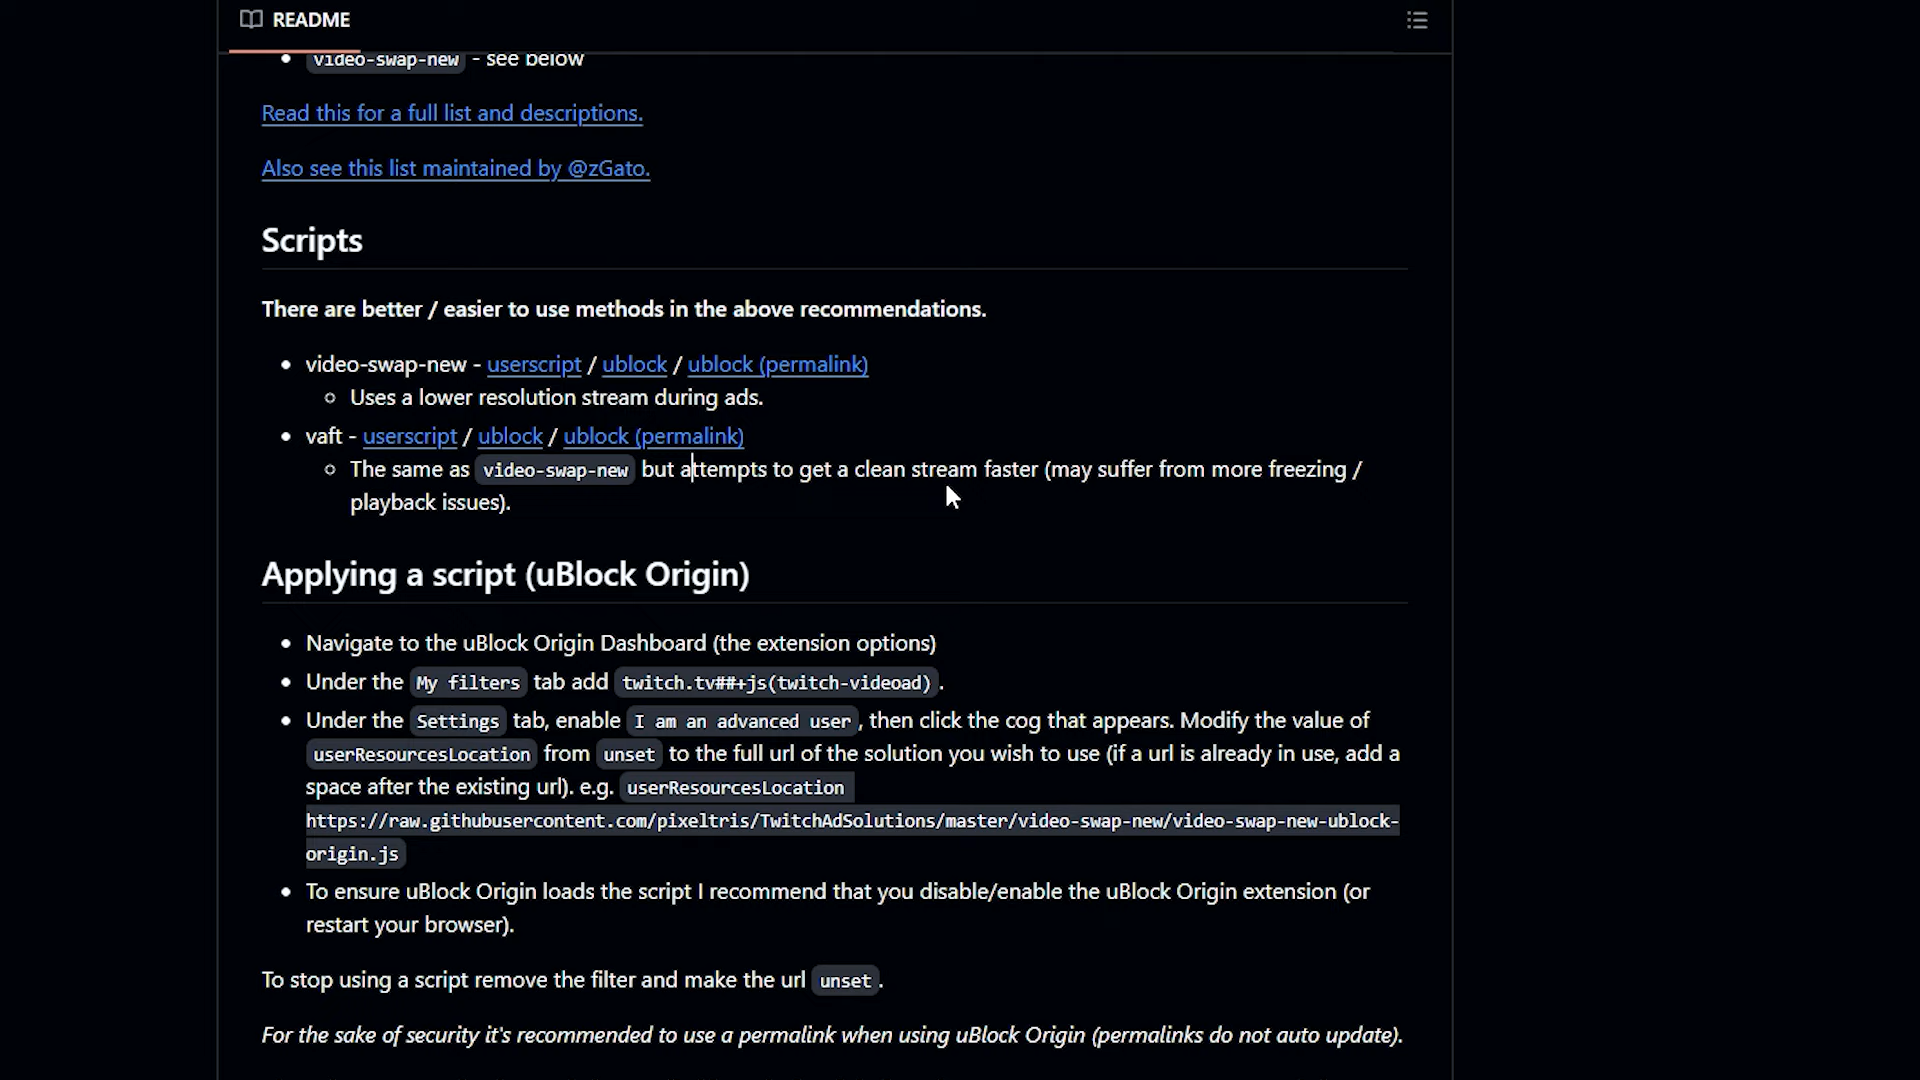 README
video-swap-new - see below
Read this for a full list and descriptions.
Also see this list maintained by @zGato.
Scripts
There are better / easier to use methods in the above recommendations.
video-swap-new - userscript / ublock / ublock (permalink)
Uses a lower resolution stream during ads.
vaft - userscript / ublock / ublock (permalink)
The same as video-swap-new but attempts to get a clean stream faster (may suffer from more freezing /
playback issues).
Applying a script (uBlock Origin)
Navigate to the uBlock Origin Dashboard (the extension options)
Under the My filters tab add twitch.tv##+js(twitch-videoad).
Under the Settings tab, enable I am an advanced user, then click the cog that appears. Modify the value of
userResourcesLocation from unset to the full url of the solution you wish to use (if a url is already in use, add a
space after the existing url). e.g. userResourcesLocation
https://raw.githubusercontent.com/pixeltris/TwitchAdSolutions/master/video-swap-new/video-swap-new-ublock-
origin.js
To ensure uBlock Origin loads the script I recommend that you disable/enable the uBlock Origin extension (or
restart your browser).
To stop using a script remove the filter and make the url unset.
For the sake of security it's recommended to use a permalink when using uBlock Origin (permalinks do not auto update).